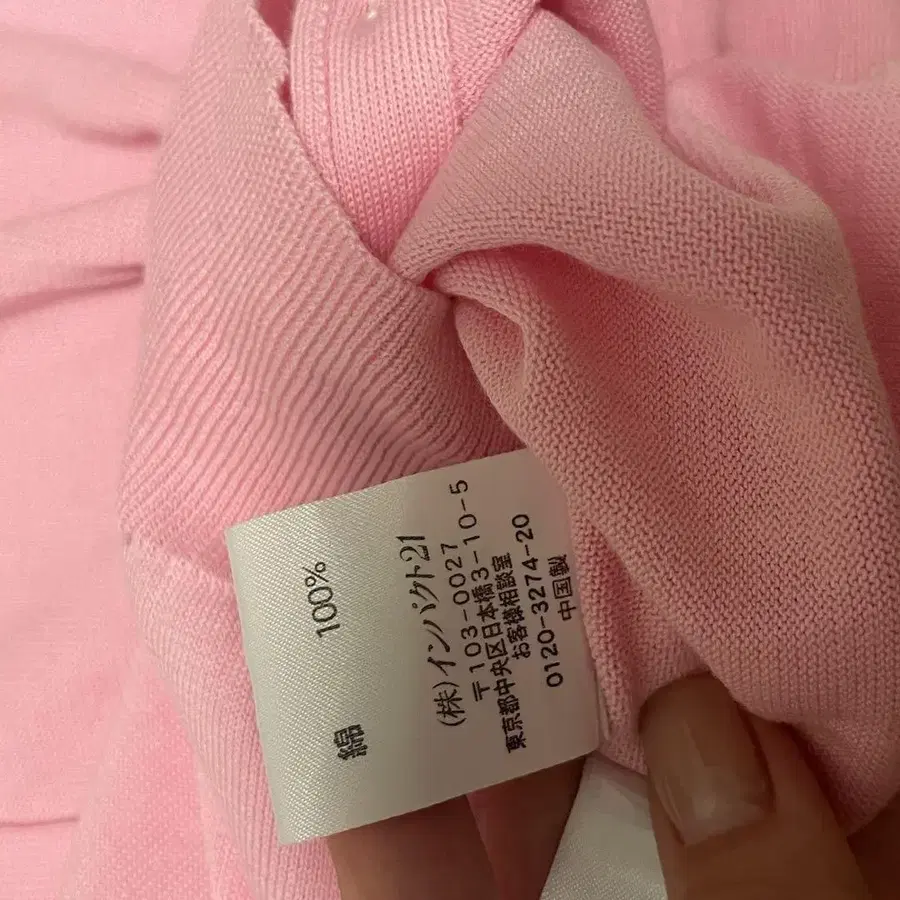 綿 100%
(株)インパクト21
〒103-0027
東京都中央区日本橋3-10-5
お客様相談室
0120-3274-20
中国製